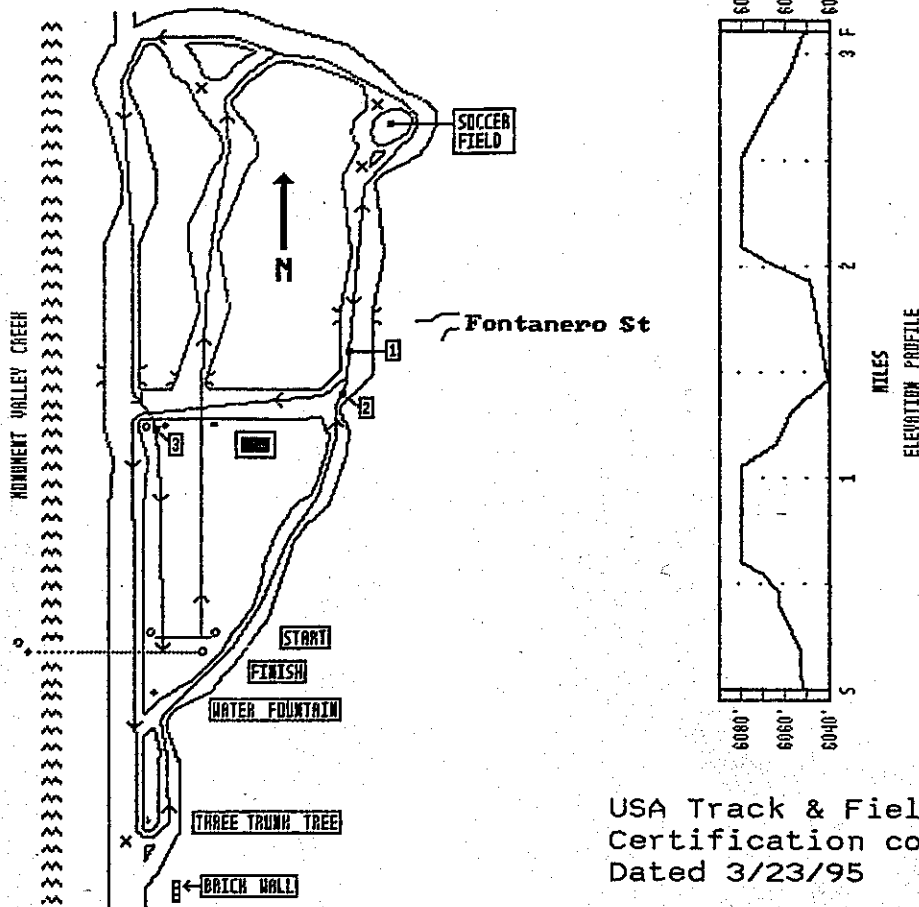 SOCCER
FIELD
N
Fontanero St
1
2
3
MONUMENT VALLEY CREEK
START
FINISH
WATER FOUNTAIN
THREE TRUNK TREE
BRICK WALL
F
3
2
1
S
MILES
ELEVATION PROFILE
6080'
6060'
6040'
USA Track & Fiel
Certification co
Dated 3/23/95